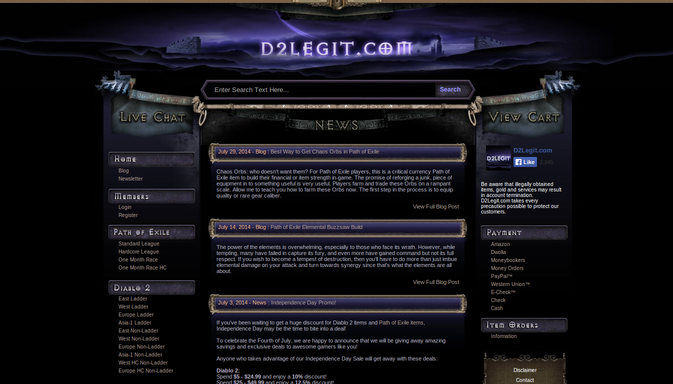 D2LEGIT.COM
Enter Search Text Here...
Search
LIVE CHAT
NEWS
VIEW CART
HOME
Blog
Newsletter
MEMBERS
Login
Register
PATH OF EXILE
Standard League
Hardcore League
One Month Race
One Month Race HC
DIABLO 2
East Ladder
West Ladder
Europe Ladder
Asia-1 Ladder
East Non-Ladder
West Non-Ladder
Europe Non-Ladder
Asia-1 Non-Ladder
West HC Non-Ladder
Europe HC Non-Ladder
July 29, 2014 - Blog : Best Way to Get Chaos Orbs in Path of Exile
Chaos Orbs: who doesn't want them? For Path of Exile players, this is a critical currency Path of
Exile item to build their financial or item strength in-game. The promise of reforging a junk, piece of
equipment in to something useful is very useful. Players farm and trade these Orbs on a rampant
scale. Allow me to teach you how to farm these Orbs now. The first step in the process is to equip
quality or rare gear caliber.
View Full Blog Post
July 14, 2014 - Blog : Path of Exile Elemental Buzzsaw Build
The power of the elements is overwhelming, especially to those who face its wrath. However, while
tempting, many have failed in capture its fury, and even more have gained command but not its full
respect. If you wish to become a tempest of destruction, then you'll have to do more than just imbue
elemental damage on your attack and turn towards synergy since that's what the elements are all
about.
View Full Blog Post
July 3, 2014 - News : Independence Day Promo!
If you've been waiting to get a huge discount for Diablo 2 items and Path of Exile items,
Independence Day may be the time to bite into a deal!
To celebrate the Fourth of July, we are happy to announce that we will be giving away amazing
savings and exclusive deals to awesome gamers like you!
Anyone who takes advantage of our Independence Day Sale will get away with these deals:
Diablo 2:
Spend $5 - $24.99 and enjoy a 10% discount!
Spend $25 - $49.99 and enjoy a 12.5% discount!
D2LEGIT
D2Legit.com
Like
Be aware that illegally obtained
items, gold and services may result
in account termination.
D2Legit.com takes every
precaution possible to protect our
customers.
PAYMENT
Amazon
Dwolla
Moneybookers
Money Orders
PayPal™
Western Union™
E-Check™
Check
Cash
ITEM ORDERS
Information
Disclaimer
Contact